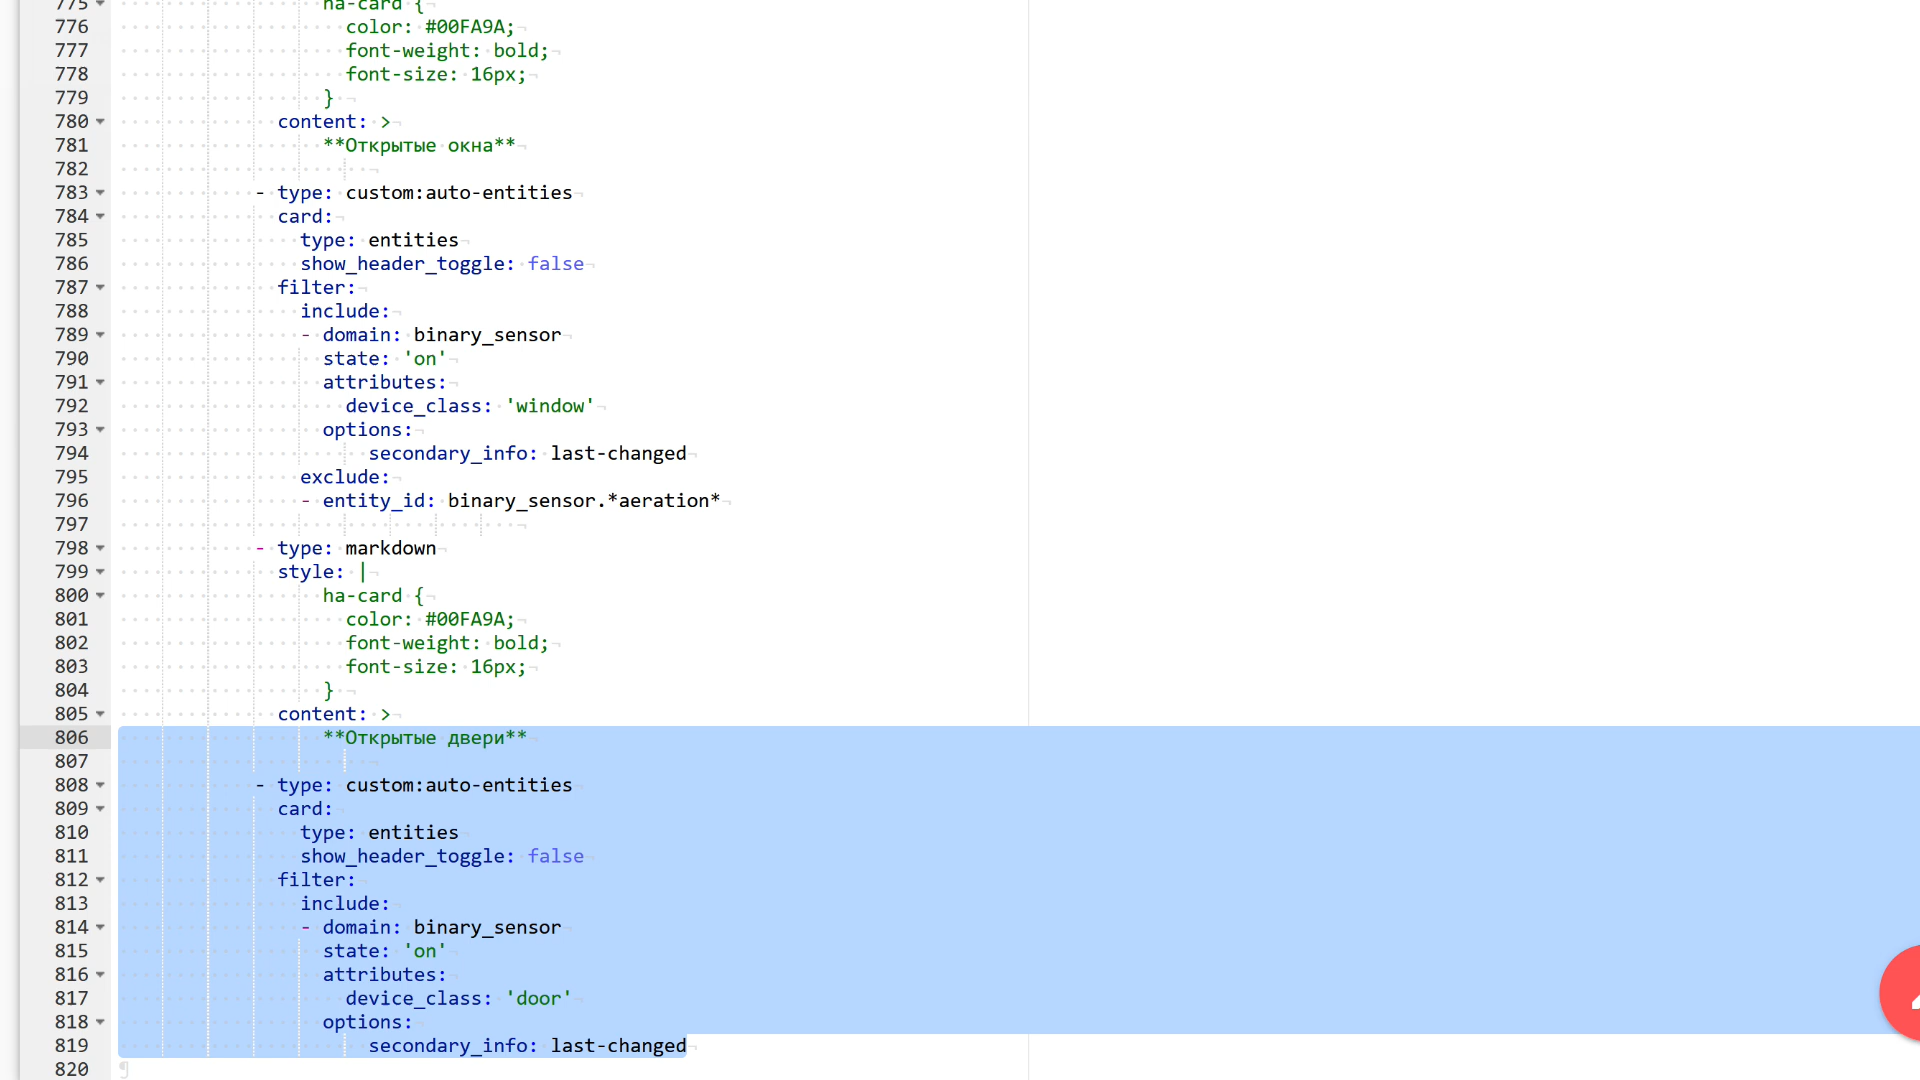 775 ha-card {
776 color: #00FA9A;
777 font-weight: bold;
778 font-size: 16px;
779 }
780 content: >
781 **Открытые окна**
782
783 - type: custom:auto-entities
784 card:
785 type: entities
786 show_header_toggle: false
787 filter:
788 include:
789 - domain: binary_sensor
790 state: 'on'
791 attributes:
792 device_class: 'window'
793 options:
794 secondary_info: last-changed
795 exclude:
796 - entity_id: binary_sensor.*aeration*
797
798 - type: markdown
799 style: |
800 ha-card {
801 color: #00FA9A;
802 font-weight: bold;
803 font-size: 16px;
804 }
805 content: >
806 **Открытые двери**
807
808 - type: custom:auto-entities
809 card:
810 type: entities
811 show_header_toggle: false
812 filter:
813 include:
814 - domain: binary_sensor
815 state: 'on'
816 attributes:
817 device_class: 'door'
818 options:
819 secondary_info: last-changed
820